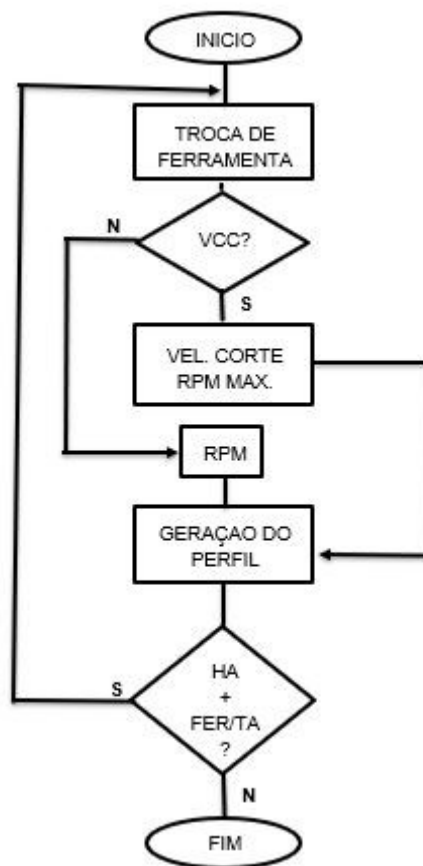 INICIO
TROCA DE
FERRAMENTA
N
VCC?
S
VEL. CORTE
RPM MAX.
RPM
GERAÇAO DO
PERFIL
HA
S
+
FER/TA
?
N
FIM